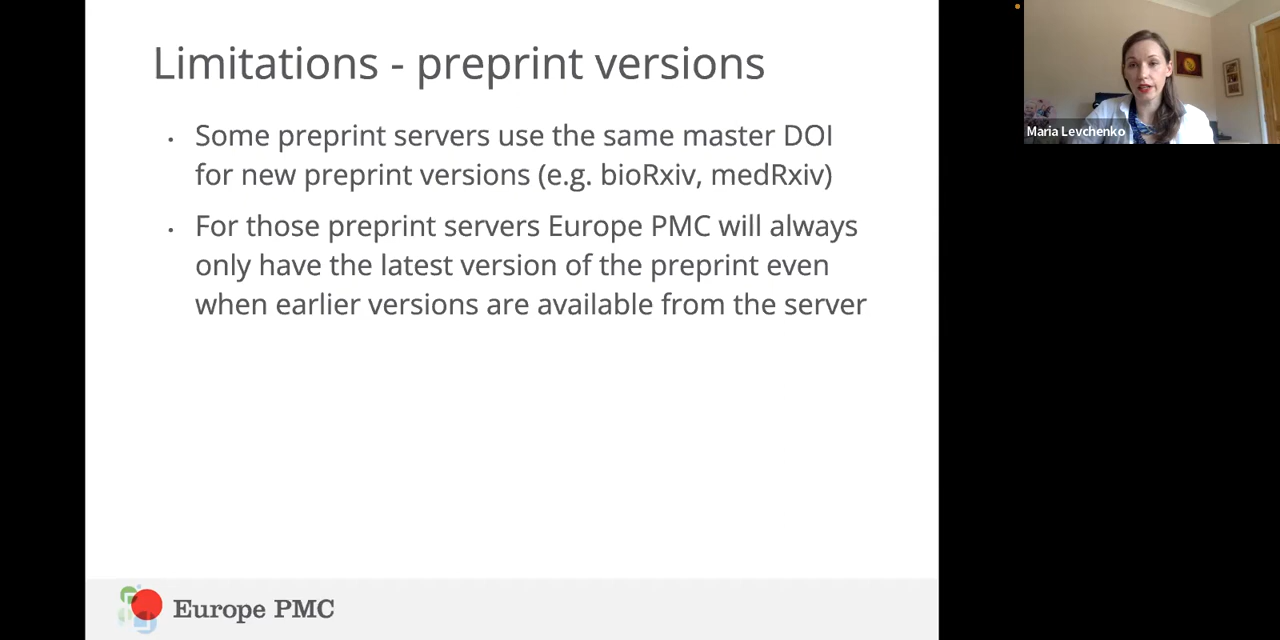 Limitations - preprint versions
• Some preprint servers use the same master DOI
for new preprint versions (e.g. bioRxiv, medRxiv)
• For those preprint servers Europe PMC will always
only have the latest version of the preprint even
when earlier versions are available from the server
Europe PMC
Maria Levchenko